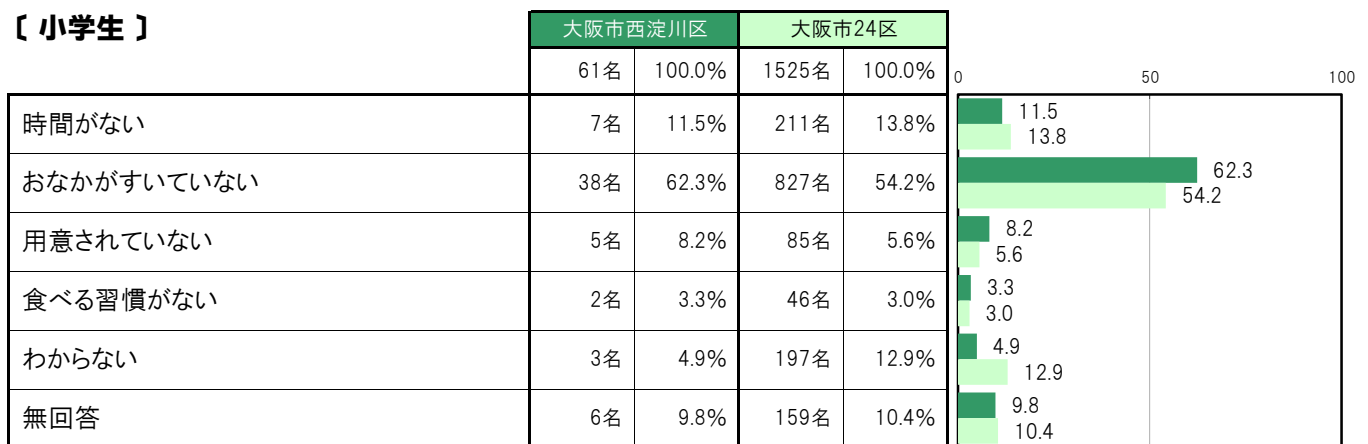 〔 小学生 〕
大阪市西淀川区 大阪市24区
61名 100.0% 1525名 100.0% 0 50 100
時間がない 7名 11.5% 211名 13.8% 11.5
13.8
おなかがすいていない 38名 62.3% 827名 54.2% 62.3
54.2
用意されていない 5名 8.2% 85名 5.6% 8.2
5.6
食べる習慣がない 2名 3.3% 46名 3.0% 3.3
3.0
わからない 3名 4.9% 197名 12.9% 4.9
12.9
無回答 6名 9.8% 159名 10.4% 9.8
10.4